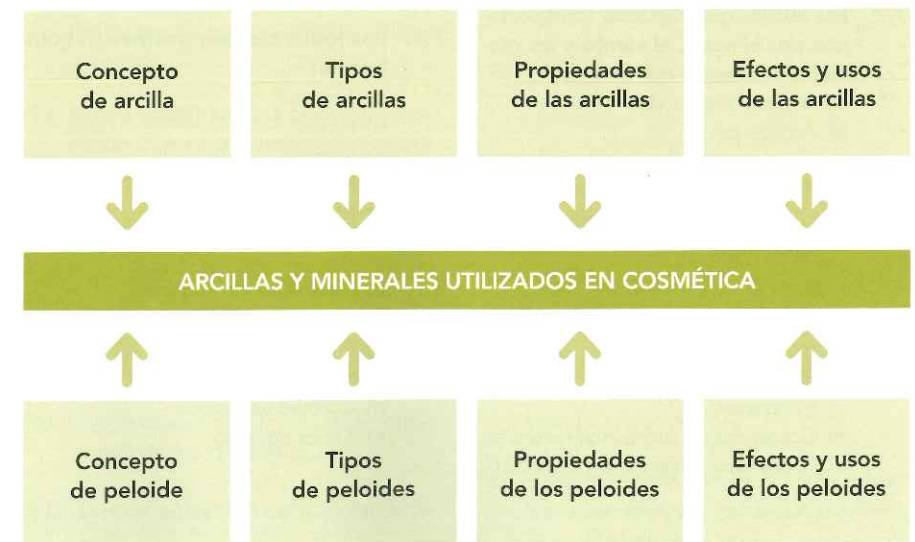 Concepto
de arcilla
Tipos
de arcillas
Propiedades
de las arcillas
Efectos y usos
de las arcillas
ARCILLAS Y MINERALES UTILIZADOS EN COSMÉTICA
Concepto
de peloide
Tipos
de peloides
Propiedades
de los peloides
Efectos y usos
de los peloides